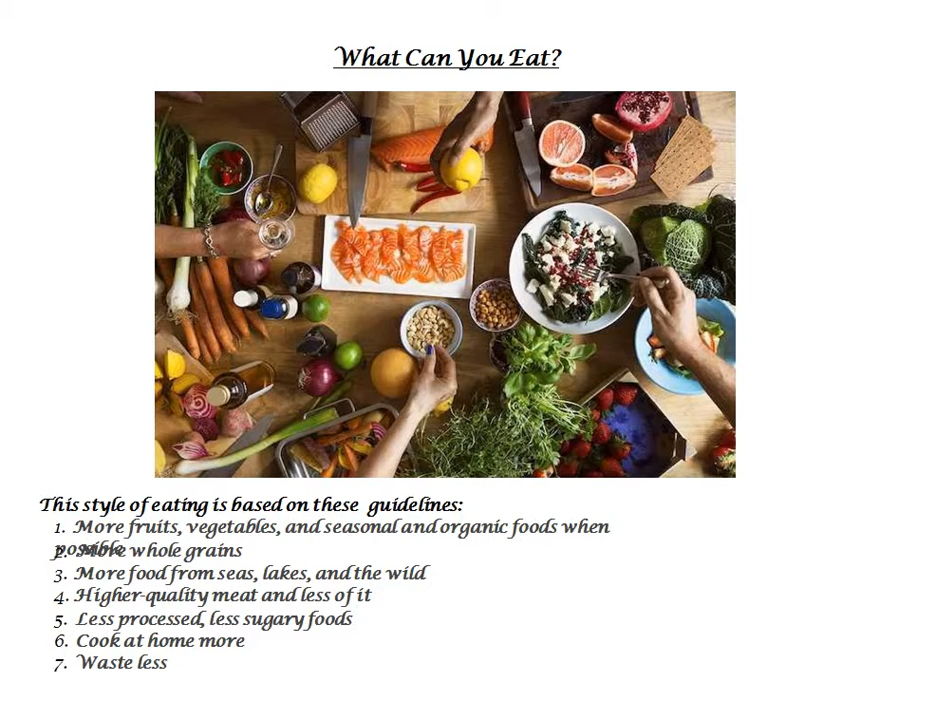 What Can You Eat?
This style of eating is based on these guidelines:
1. More fruits, vegetables, and seasonal and organic foods when
possible
2. More whole grains
3. More food from seas, lakes, and the wild
4. Higher-quality meat and less of it
5. Less processed, less sugary foods
6. Cook at home more
7. Waste less